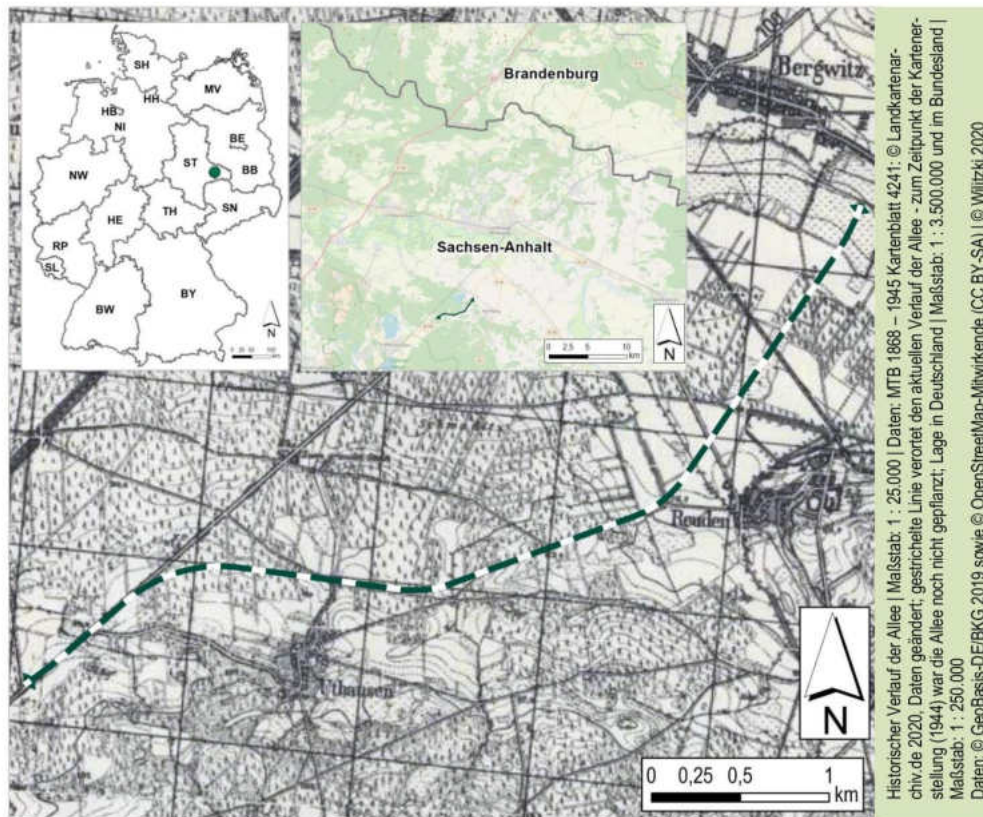 SH
MV
HH
HB
NI
BE
ST
BB
NW
SN
HE
TH
RP
SL
BY
BW
N
Brandenburg
Sachsen-Anhalt
0 2,5 5 10
km
N
100
Bergwitz
Reuden
Uthausen
N
0 0,25 0,5 1
km
Historischer Verlauf der Allee | Maßstab: 1 : 25.000 | Daten: MTB 1868 – 1945 Kartenblatt 4241: © Landkartenar-
chiv.de 2020, Daten geändert; gestrichelte Linie verortet den aktuellen Verlauf der Allee - zum Zeitpunkt der Kartener-
stellung (1944) war die Allee noch nicht gepflanzt; Lage in Deutschland | Maßstab: 1 : 3.500.000 und im Bundesland |
Maßstab: 1 : 250.000
Daten: © GeoBasis-DE/BKG 2019 sowie © OpenStreetMap-Mitwirkende (CC BY-SA) | © Wilitzki 2020